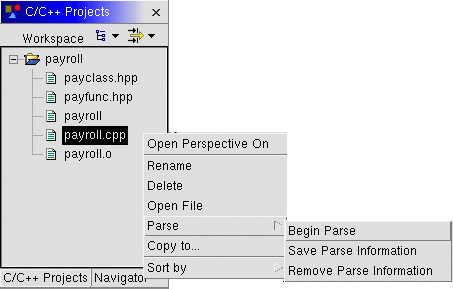 C/C++ Projects
Workspace
payroll
payclass.hpp
payfunc.hpp
payroll
payroll.cpp
payroll.o
Open Perspective On
Rename
Delete
Open File
Parse
Copy to...
Sort by
Begin Parse
Save Parse Information
Remove Parse Information
C/C++ Projects
Navigator